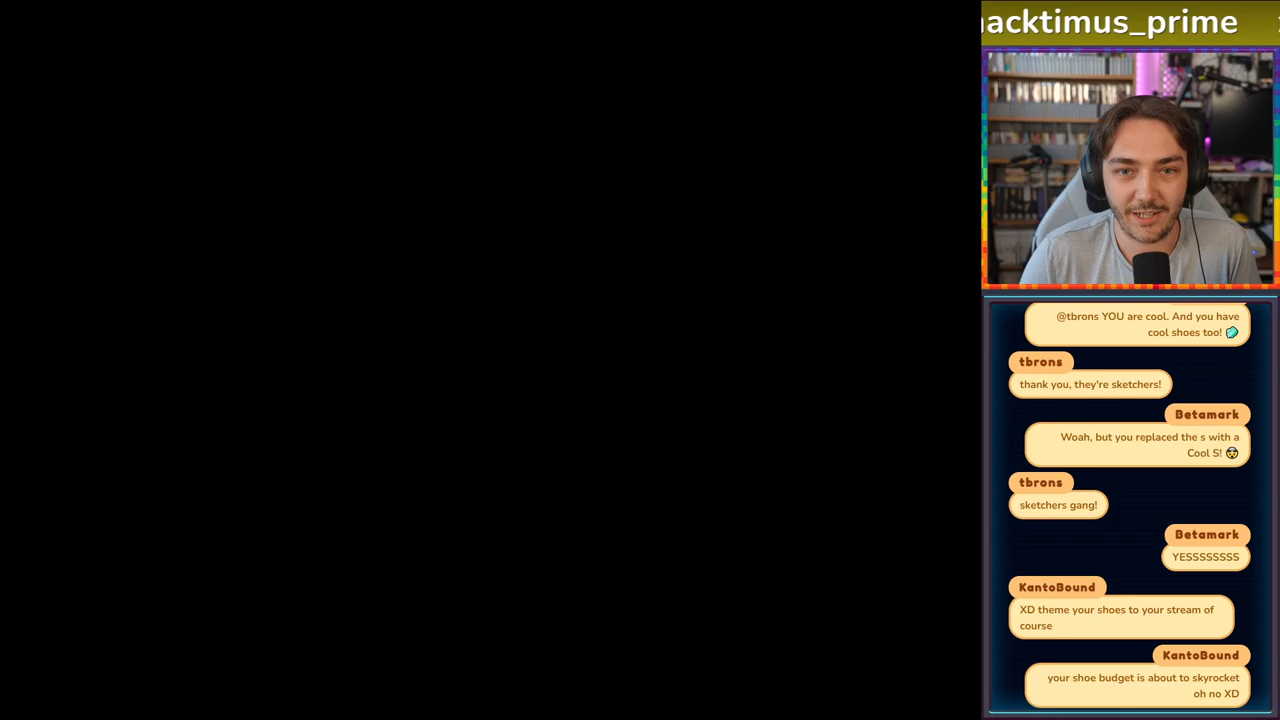 acktimus_prime
@tbrons YOU are cool. And you have
cool shoes too!
tbrons
thank you, they're sketchers!
Betamark
Woah, but you replaced the s with a
Cool S!
tbrons
sketchers gang!
Betamark
YESSSSSSSS
KantoBound
XD theme your shoes to your stream of
course
KantoBound
your shoe budget is about to skyrocket
oh no XD